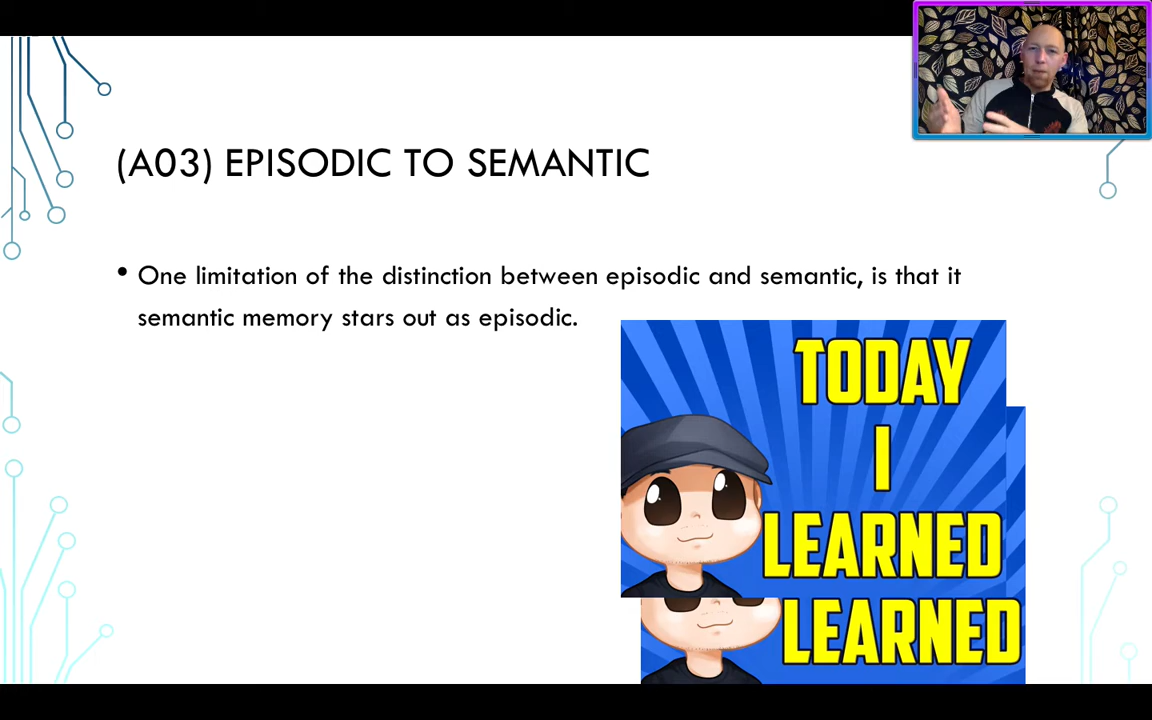 (A03) EPISODIC TO SEMANTIC
• One limitation of the distinction between episodic and semantic, is that it
semantic memory stars out as episodic.
TODAY
I
LEARNED
LEARNED